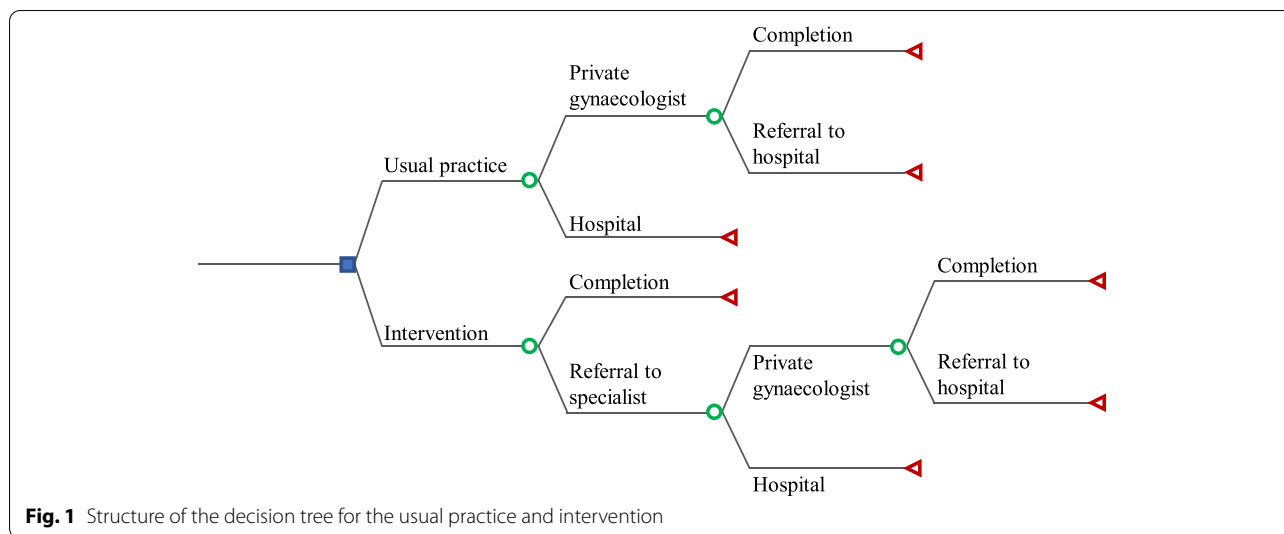 Completion
Private
gynaecologist
Referral to
hospital
Usual practice
Hospital
Completion
Completion
Intervention
Referral to
specialist
Private
gynaecologist
Referral to
hospital
Hospital
Fig. 1 Structure of the decision tree for the usual practice and intervention